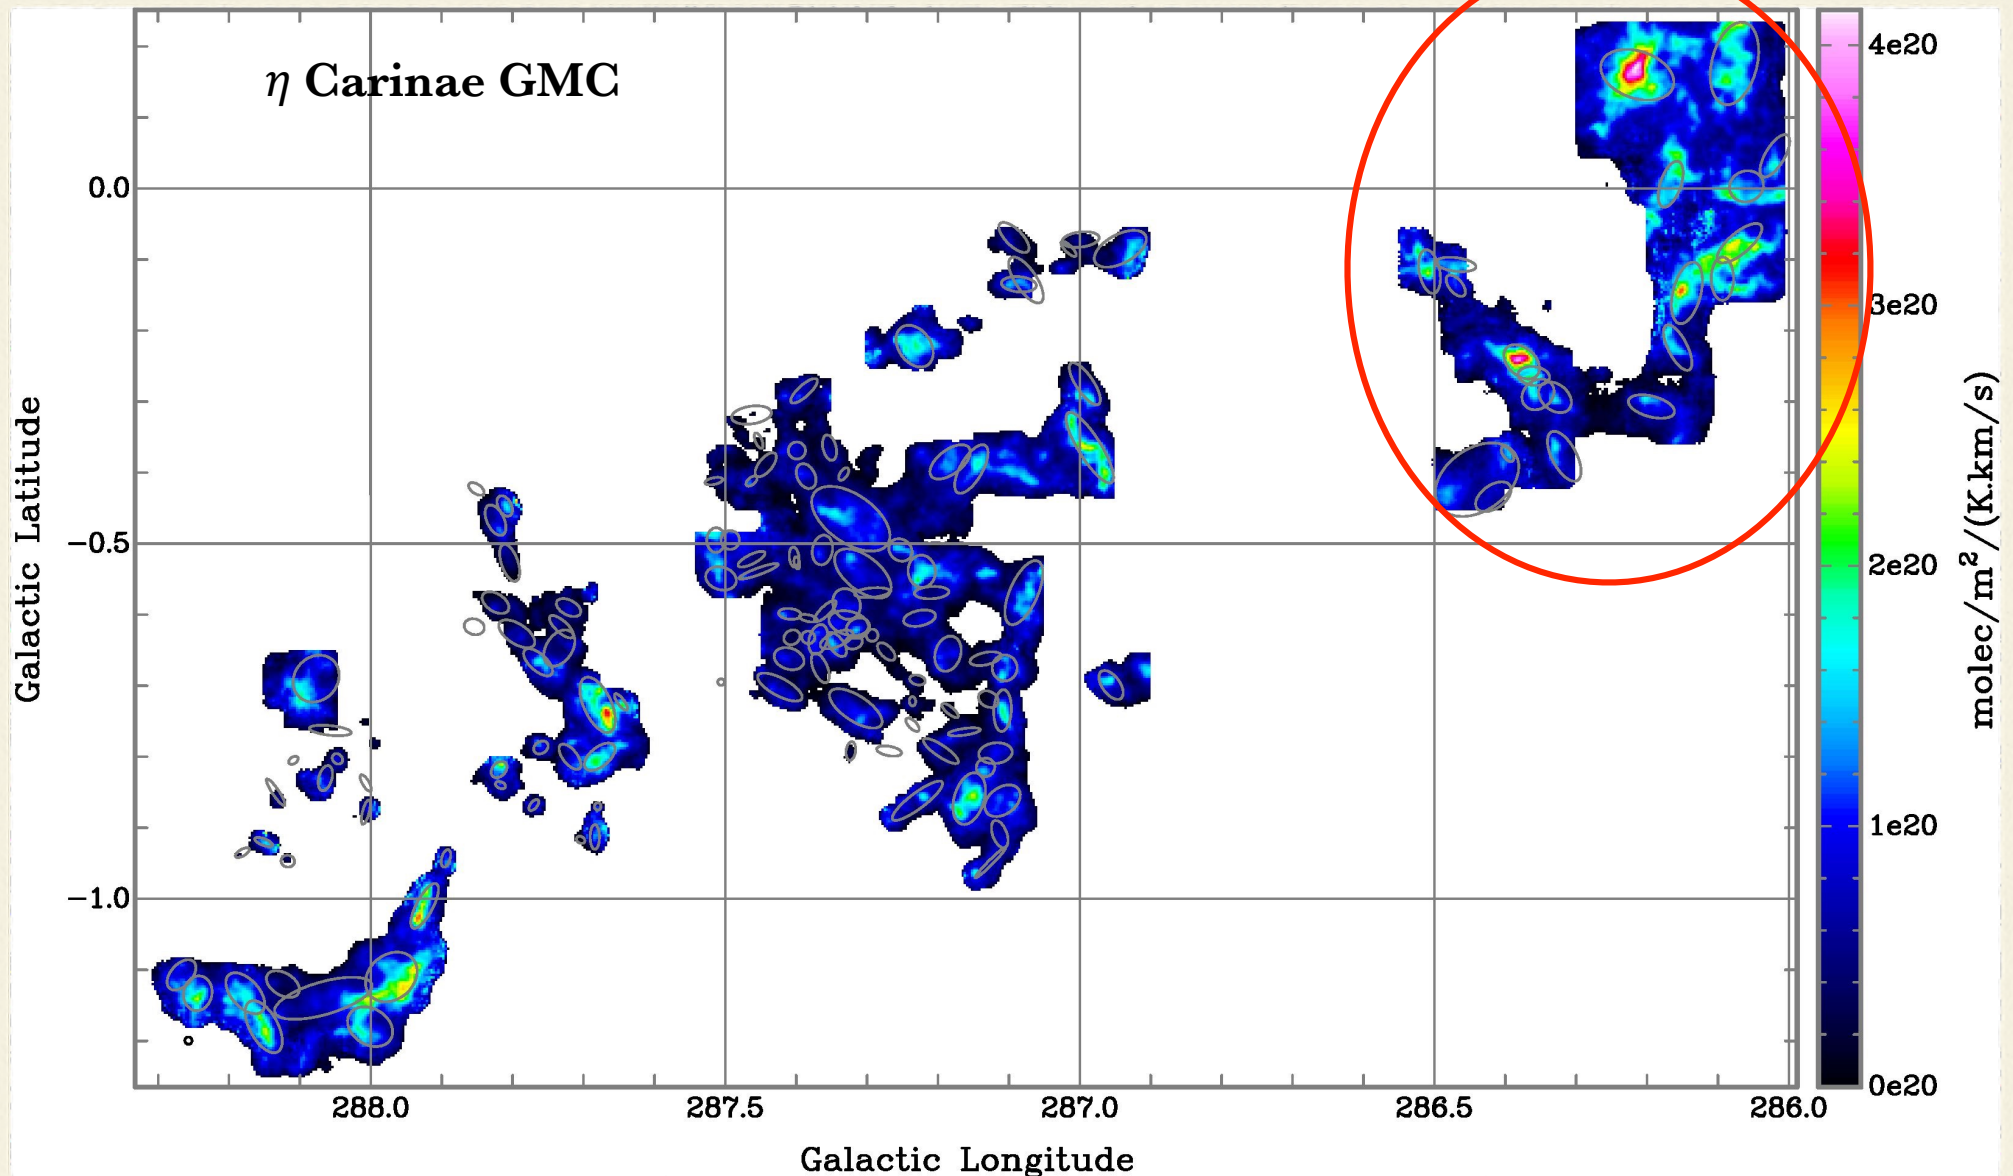 η Carinae GMC
4e20
3e20
2e20
1e20
0e20
molec/m²/(K.km/s)
0.0
−0.5
−1.0
Galactic Latitude
288.0
287.5
287.0
286.5
286.0
Galactic Longitude